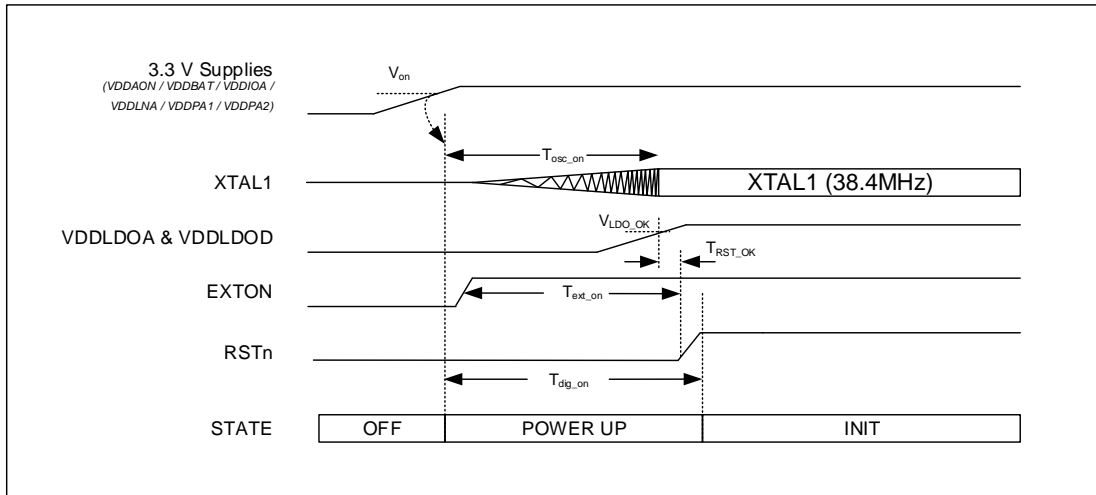 3.3 V Supplies
(VDDAON / VDDBAT / VDDIOA /
VDDLNA / VDDPA1 / VDDPA2)
Von
Tosc_on
XTAL1
XTAL1 (38.4MHz)
VLDO_OK
VDDLDOA & VDDLDOD
TRST_OK
EXTON
Text_on
RSTn
Tdig_on
STATE
OFF
POWER UP
INIT